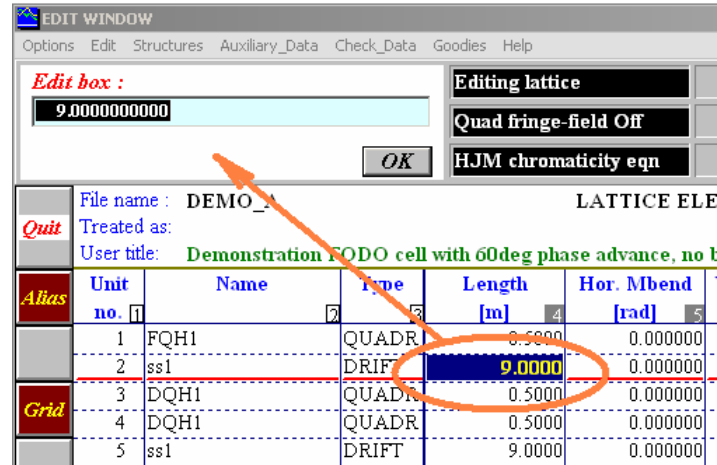 EDIT WINDOW
Options Edit Structures Auxiliary_Data Check_Data Goodies Help
Edit box :
9.0000000000
OK
Editing lattice
Quad fringe-field Off
HJM chromaticity eqn
Quit
Alias
Grid
File name : DEMO_A LATTICE ELE
Treated as:
User title: Demonstration FODO cell with 60deg phase advance, no b
Unit no. 1 Name 2 Type 3 Length [m] 4 Hor. Mbend [rad] 5
1 FQH1 QUADR 0.5000 0.000000
2 ss1 DRIFT 9.0000 0.000000
3 DQH1 QUADR 0.5000 0.000000
4 DQH1 QUADR 0.5000 0.000000
5 ss1 DRIFT 9.0000 0.000000